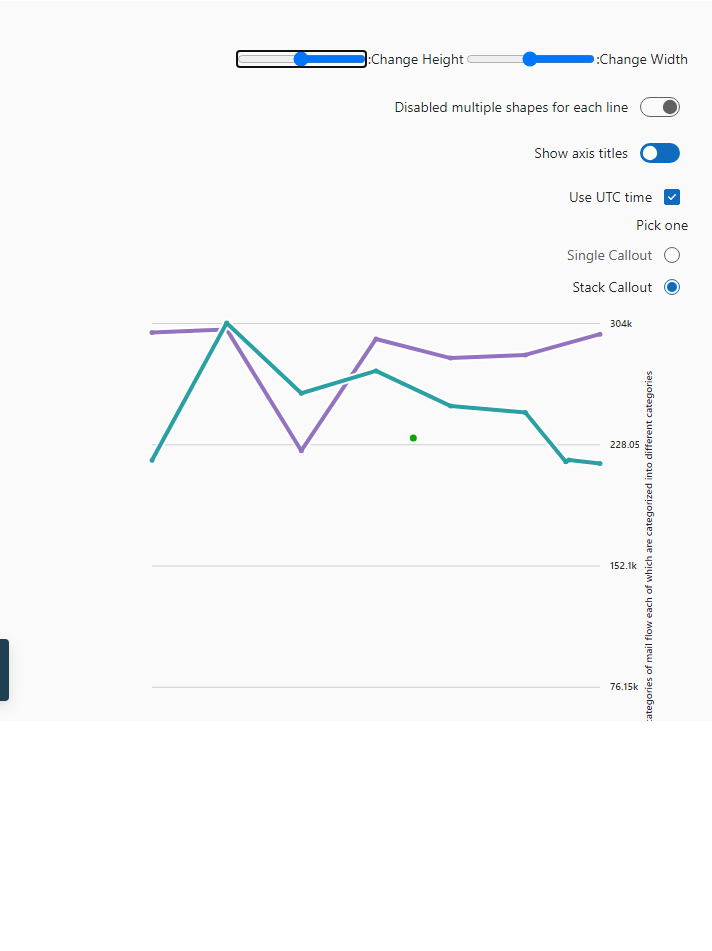 :Change Height :Change Width
Disabled multiple shapes for each line
Show axis titles
Use UTC time
Pick one
Single Callout
Stack Callout
304k
228.05
152.1k
76.15k
categories of mail flow each of which are categorized into different categories